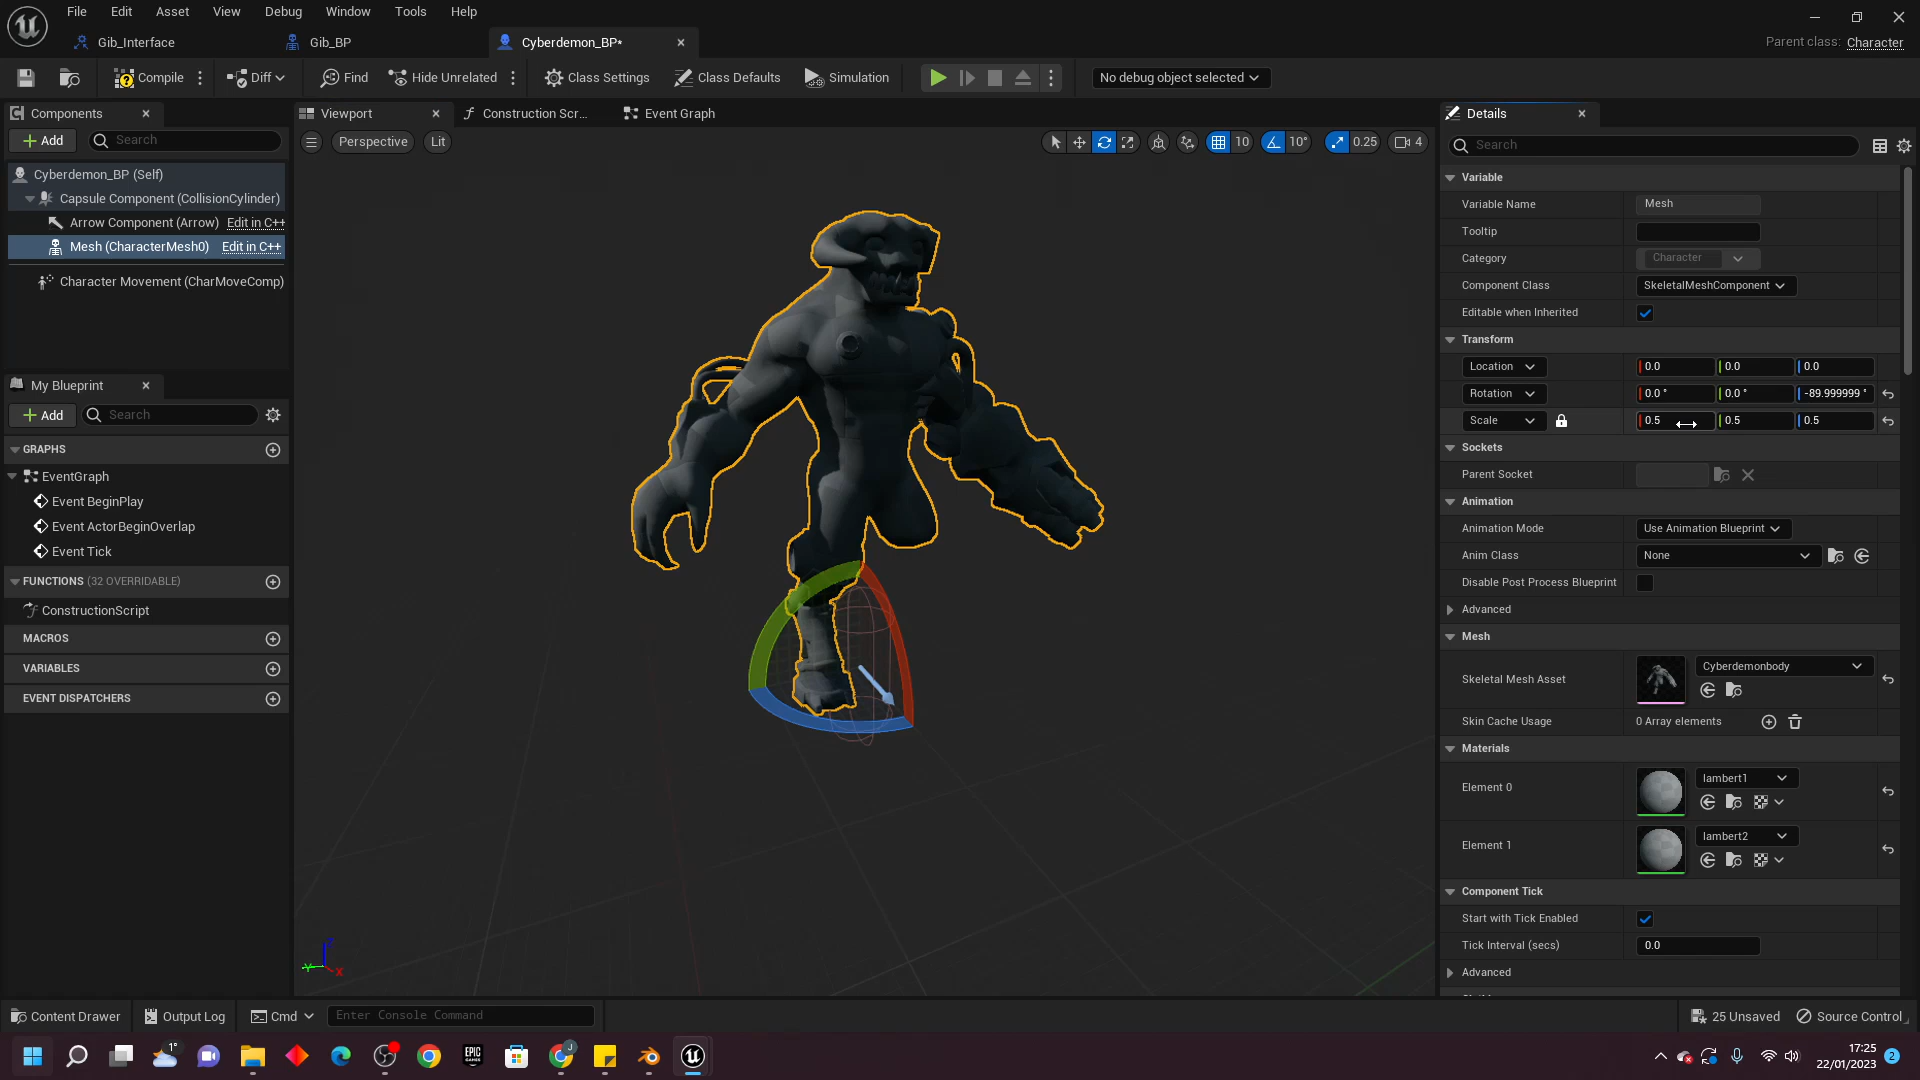 File Edit Asset View Debug Window Tools Help
Gib_Interface Gib_BP Cyberdemon_BP* Parent class: Character
Compile Diff Find Hide Unrelated Class Settings Class Defaults Simulation No debug object selected
Components Viewport Construction Scr... Event Graph Details
Add Search Perspective Lit 10 10° 0.25 4 Search
Cyberdemon_BP (Self)
Capsule Component (CollisionCylinder)
Arrow Component (Arrow) Edit in C++
Mesh (CharacterMesh0) Edit in C++
Character Movement (CharMoveComp)
My Blueprint
Add Search
GRAPHS
EventGraph
Event BeginPlay
Event ActorBeginOverlap
Event Tick
FUNCTIONS (32 OVERRIDABLE)
ConstructionScript
MACROS
VARIABLES
EVENT DISPATCHERS
Variable
Variable Name Mesh
Tooltip
Category Character
Component Class SkeletalMeshComponent
Editable when Inherited
Transform
Location 0.0 0.0 0.0
Rotation 0.0 ° 0.0 ° -89.999999 °
Scale 0.5 0.5 0.5
Sockets
Parent Socket
Animation
Animation Mode Use Animation Blueprint
Anim Class None
Disable Post Process Blueprint
Advanced
Mesh
Skeletal Mesh Asset Cyberdemonbody
Skin Cache Usage 0 Array elements
Materials
Element 0 lambert1
Element 1 lambert2
Component Tick
Start with Tick Enabled
Tick Interval (secs) 0.0
Advanced
Z Y X
Content Drawer Output Log Cmd Enter Console Command 25 Unsaved Source Control
1° EPIC GAMES J 17:25
22/01/2023 2